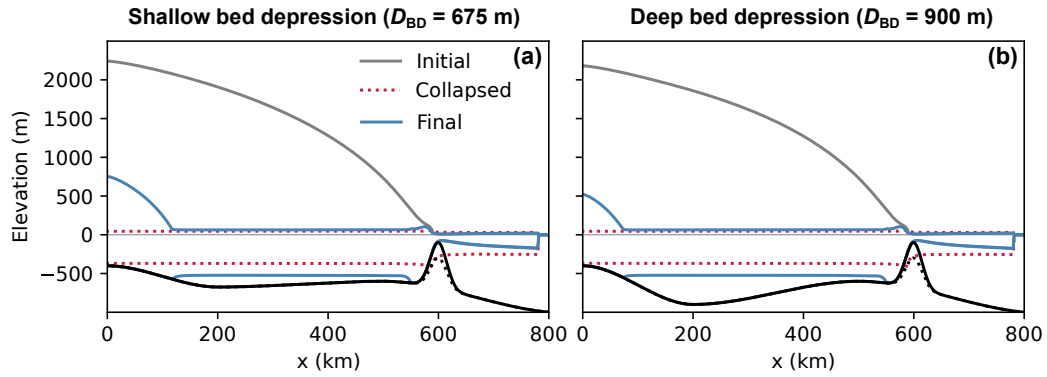 Shallow bed depression (D_BD = 675 m)
Deep bed depression (D_BD = 900 m)
(a)
(b)
Initial
Collapsed
Final
Elevation (m)
2000
1500
1000
500
0
−500
0 200 400 600 800
0 200 400 600 800
x (km)
x (km)